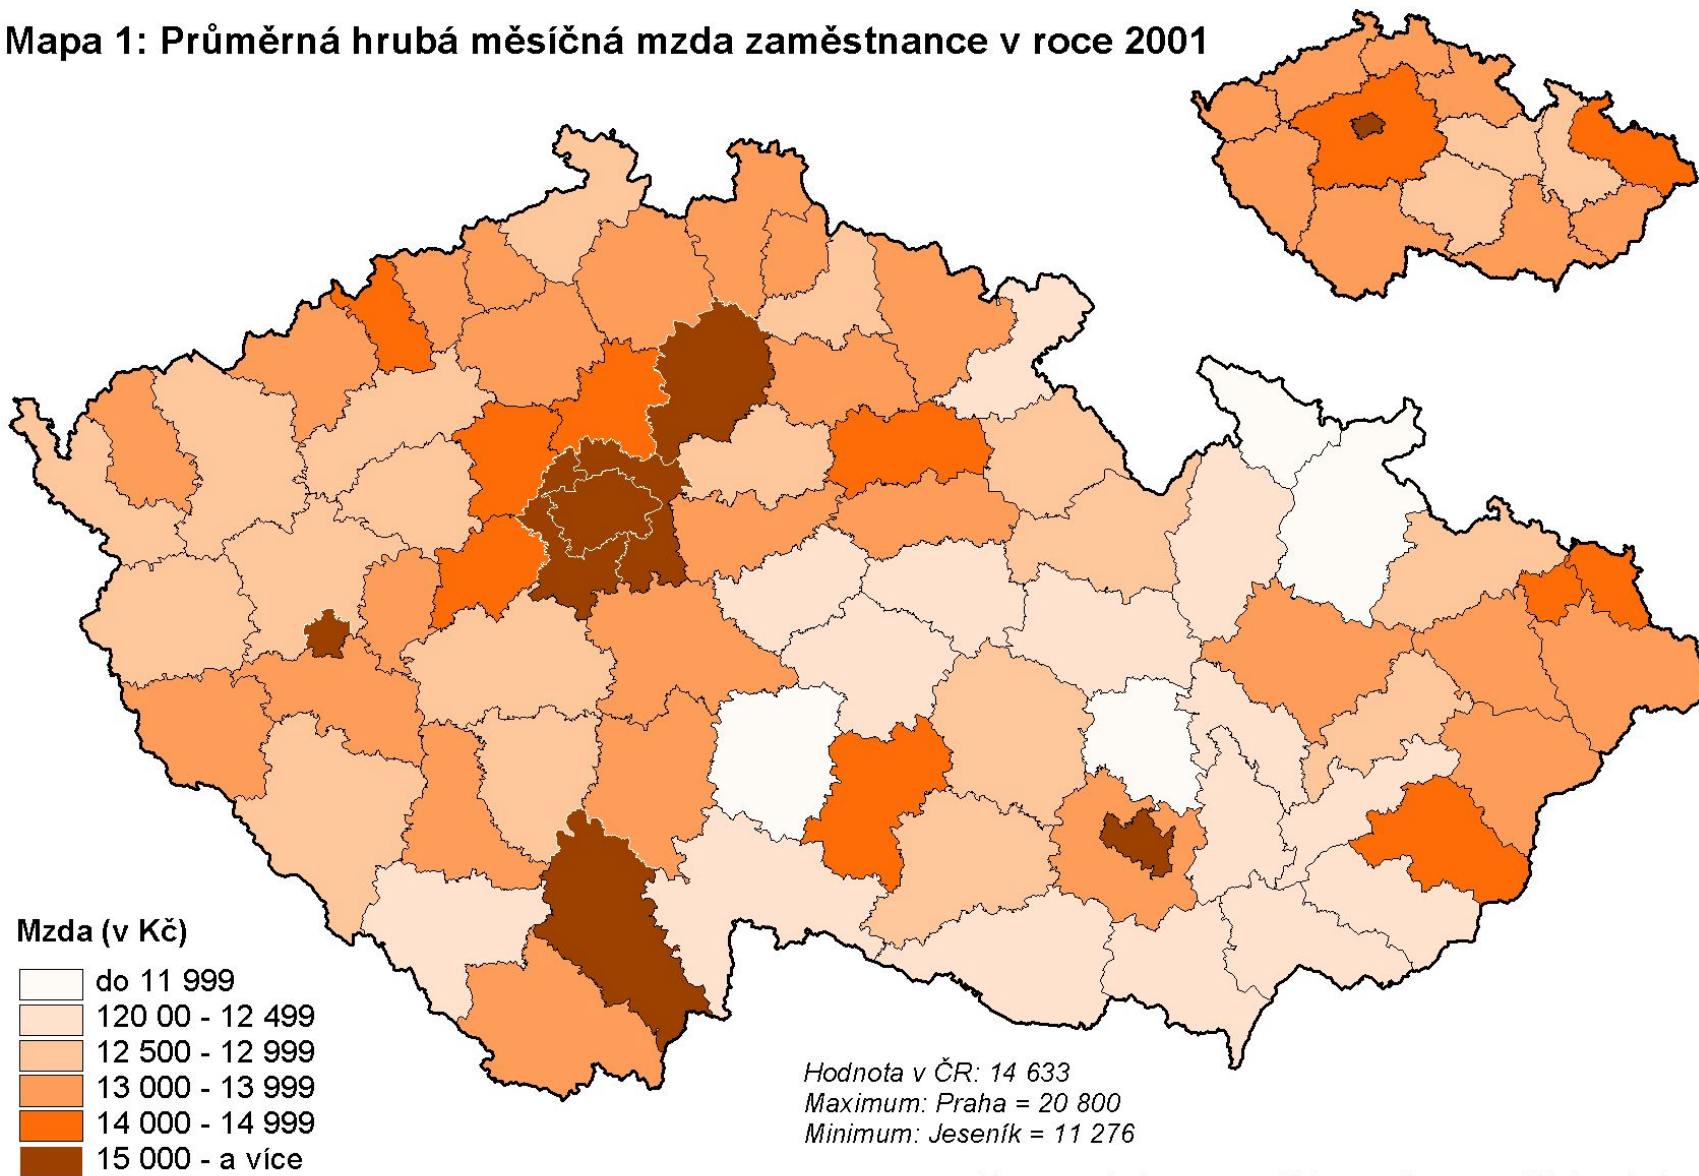 Mapa 1: Průměrná hrubá měsíčná mzda zaměstnance v roce 2001
Mzda (v Kč)
do 11 999
120 00 - 12 499
12 500 - 12 999
13 000 - 13 999
14 000 - 14 999
15 000 - a více
Hodnota v ČR: 14 633
Maximum: Praha = 20 800
Minimum: Jeseník = 11 276